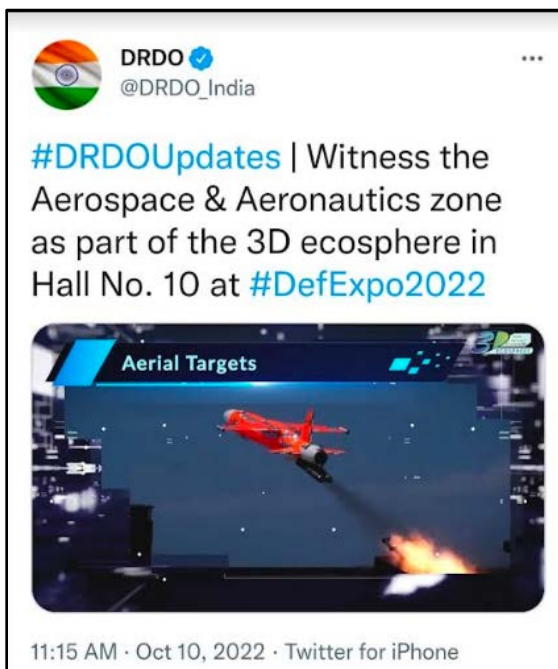 DRDO
@DRDO_India
#DRDOUpdates | Witness the
Aerospace & Aeronautics zone
as part of the 3D ecosphere in
Hall No. 10 at #DefExpo2022
Aerial Targets
11:15 AM · Oct 10, 2022 · Twitter for iPhone